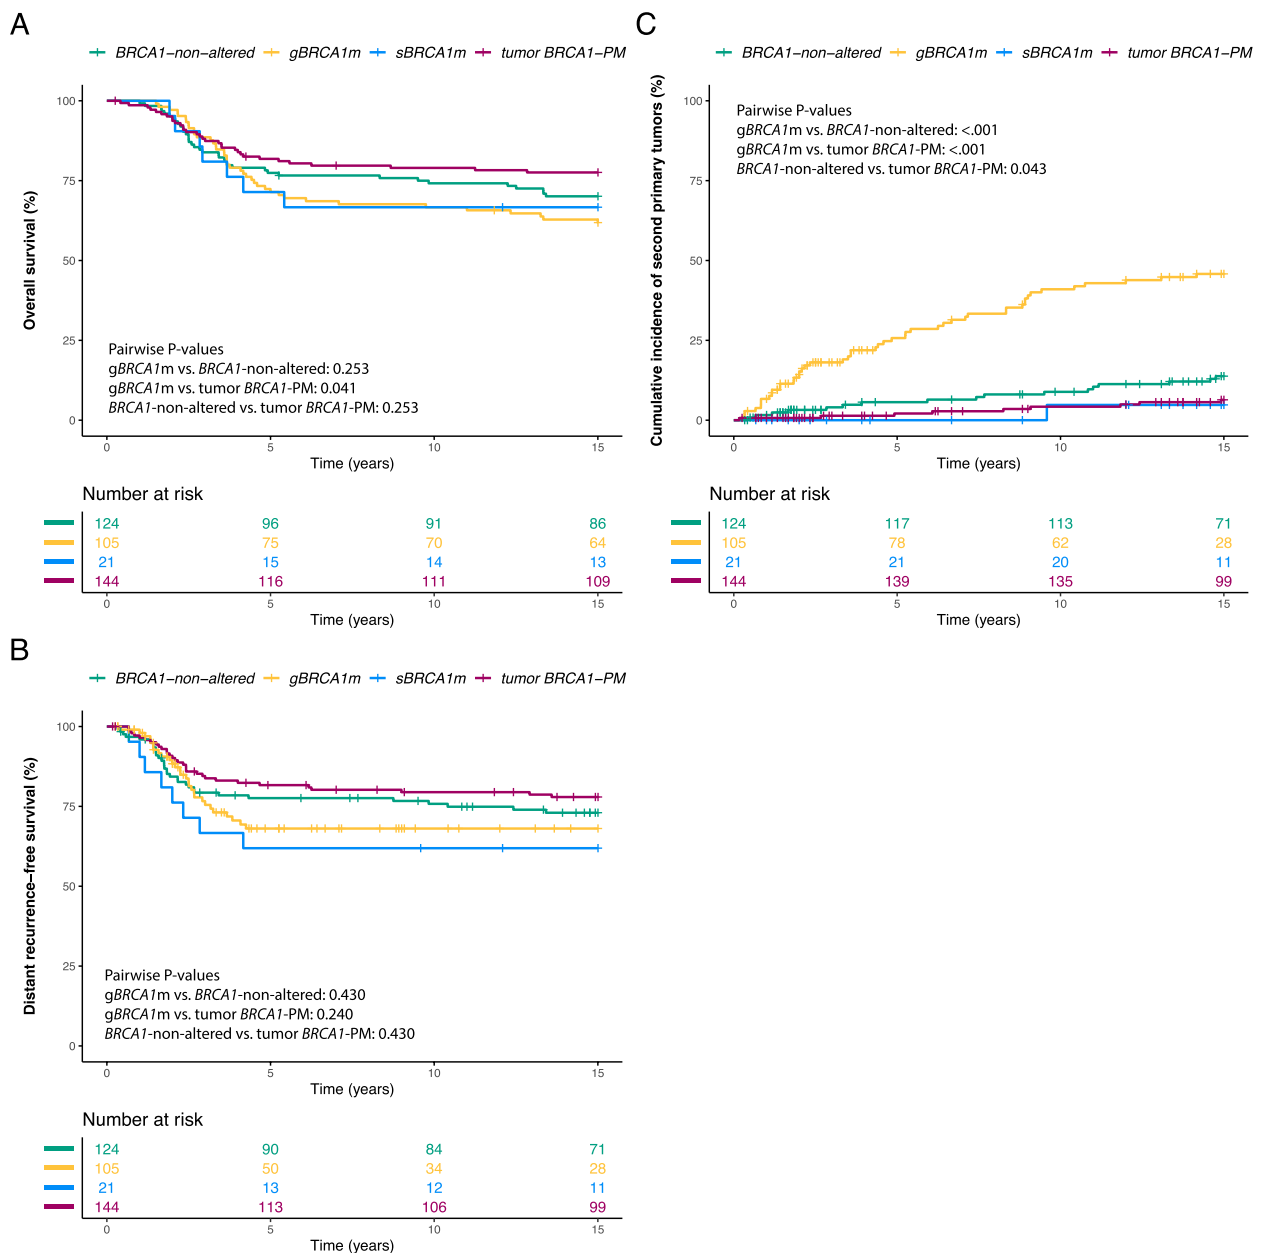 A
BRCA1−non−altered gBRCA1m sBRCA1m tumor BRCA1−PM
Overall survival (%)
100
75
50
25
0
Pairwise P-values
gBRCA1m vs. BRCA1-non-altered: 0.253
gBRCA1m vs. tumor BRCA1-PM: 0.041
BRCA1-non-altered vs. tumor BRCA1-PM: 0.253
0 5 10 15
Time (years)
Number at risk
124 96 91 86
105 75 70 64
21 15 14 13
144 116 111 109
0 5 10 15
Time (years)
C
BRCA1−non−altered gBRCA1m sBRCA1m tumor BRCA1−PM
Cumulative incidence of second primary tumors (%)
100
75
50
25
0
Pairwise P-values
gBRCA1m vs. BRCA1-non-altered: <.001
gBRCA1m vs. tumor BRCA1-PM: <.001
BRCA1-non-altered vs. tumor BRCA1-PM: 0.043
0 5 10 15
Time (years)
Number at risk
124 117 113 71
105 78 62 28
21 21 20 11
144 139 135 99
0 5 10 15
Time (years)
B
BRCA1−non−altered gBRCA1m sBRCA1m tumor BRCA1−PM
Distant recurrence−free survival (%)
100
75
50
25
0
Pairwise P-values
gBRCA1m vs. BRCA1-non-altered: 0.430
gBRCA1m vs. tumor BRCA1-PM: 0.240
BRCA1-non-altered vs. tumor BRCA1-PM: 0.430
0 5 10 15
Time (years)
Number at risk
124 90 84 71
105 50 34 28
21 13 12 11
144 113 106 99
0 5 10 15
Time (years)